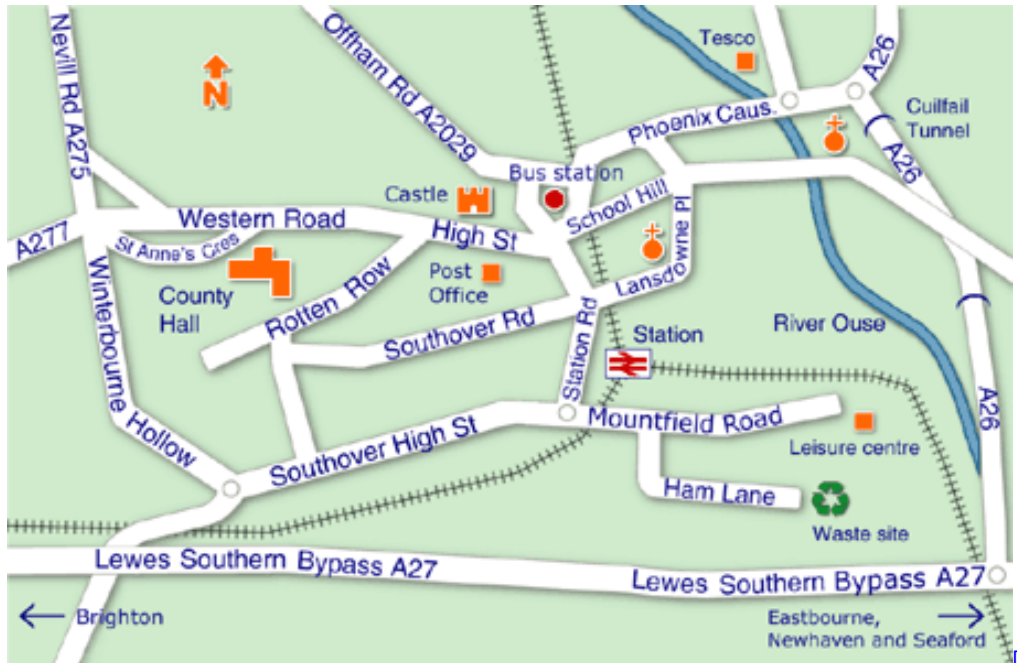 Nevill Rd A275
N
Offham Rd A2029
Tesco
A26
Phoenix Caus.
Cuilfail
Tunnel
A26
Bus station
Castle
School Hill
Western Road
High St
A277
St Anne's Cres
County
Hall
Post
Office
Lansdowne Pl
Rotten Row
Southover Rd
Station Rd
Station
River Ouse
Winterbourne Hollow
A26
Mountfield Road
Southover High St
Leisure centre
Ham Lane
Waste site
Lewes Southern Bypass A27
Lewes Southern Bypass A27
Brighton
Eastbourne,
Newhaven and Seaford